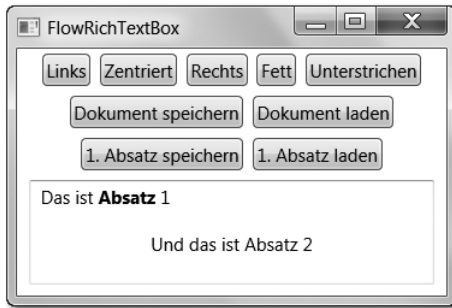 FlowRichTextBox
Links Zentriert Rechts Fett Unterstrichen
Dokument speichern Dokument laden
1. Absatz speichern 1. Absatz laden
Das ist Absatz 1
Und das ist Absatz 2